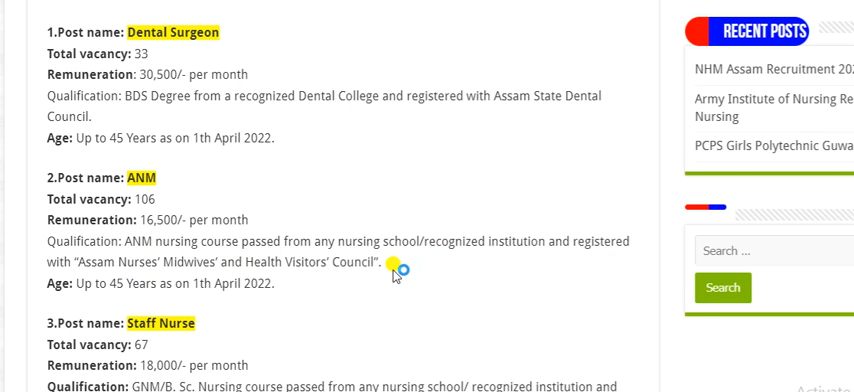 1.Post name: Dental Surgeon
Total vacancy: 33
Remuneration: 30,500/- per month
Qualification: BDS Degree from a recognized Dental College and registered with Assam State Dental
Council.
Age: Up to 45 Years as on 1th April 2022.
2.Post name: ANM
Total vacancy: 106
Remuneration: 16,500/- per month
Qualification: ANM nursing course passed from any nursing school/recognized institution and registered
with “Assam Nurses’ Midwives’ and Health Visitors’ Council”.
Age: Up to 45 Years as on 1th April 2022.
3.Post name: Staff Nurse
Total vacancy: 67
Remuneration: 18,000/- per month
Qualification: GNM/B. Sc. Nursing course passed from any nursing school/ recognized institution and
RECENT POSTS
NHM Assam Recruitment 202
Army Institute of Nursing Re
Nursing
PCPS Girls Polytechnic Guwa
Search ...
Search